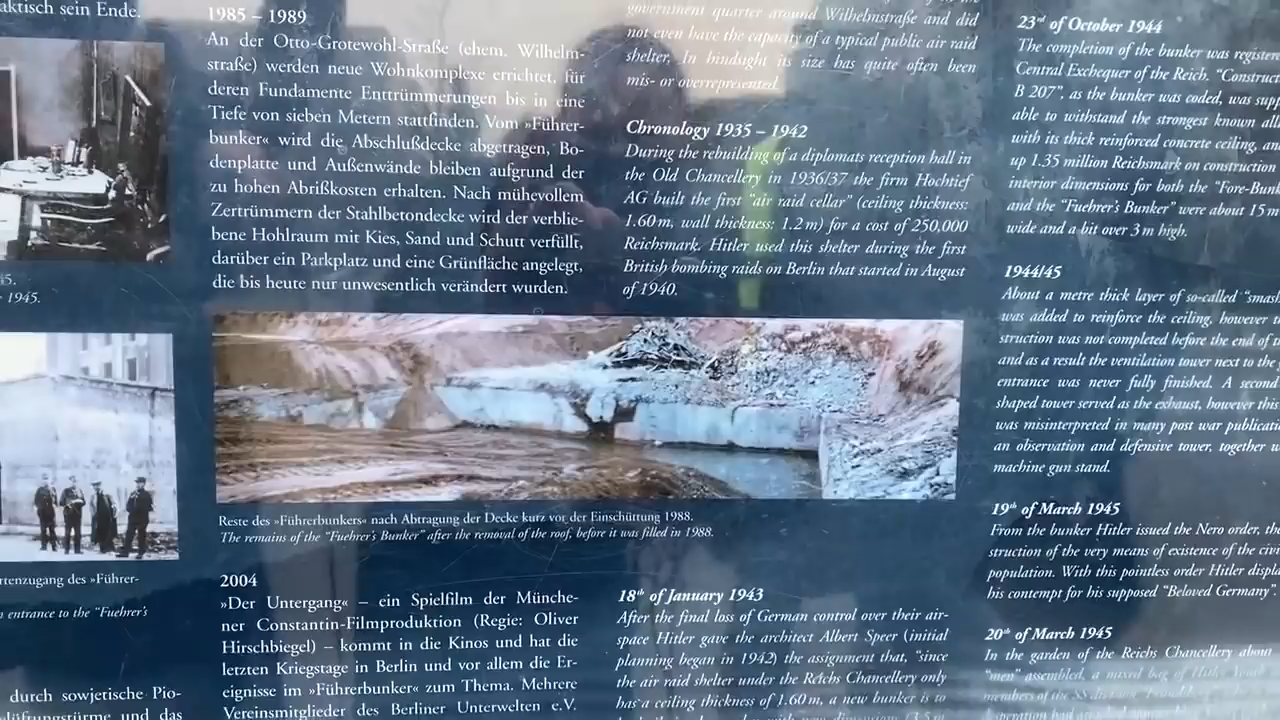 aktisch sein Ende.
45.
1945.
rtenzugang des »Führer-
entrance to the "Fuehrer's
durch sowjetische Pio-
lüftungstürme und das
1985 – 1989
An der Otto-Grotewohl-Straße (ehem. Wilhelm-
straße) werden neue Wohnkomplexe errichtet, für
deren Fundamente Enttrümmerungen bis in eine
Tiefe von sieben Metern stattfinden. Vom »Führer-
bunker« wird die Abschlußdecke abgetragen, Bo-
denplatte und Außenwände bleiben aufgrund der
zu hohen Abrißkosten erhalten. Nach mühevollem
Zertrümmern der Stahlbetondecke wird der verblie-
bene Hohlraum mit Kies, Sand und Schutt verfüllt,
darüber ein Parkplatz und eine Grünfläche angelegt,
die bis heute nur unwesentlich verändert wurden.
Reste des »Führerbunkers« nach Abtragung der Decke kurz vor der Einschüttung 1988.
The remains of the "Fuehrer's Bunker" after the removal of the roof, before it was filled in 1988.
2004
»Der Untergang« – ein Spielfilm der Münche-
ner Constantin-Filmproduktion (Regie: Oliver
Hirschbiegel) – kommt in die Kinos und hat die
letzten Kriegstage in Berlin und vor allem die Er-
eignisse im »Führerbunker« zum Thema. Mehrere
Vereinsmitglieder des Berliner Unterwelten e.V.
government quarter around Wilhelmstraße and did
not even have the capacity of a typical public air raid
shelter. In hindsight its size has quite often been
mis- or overrepresented.
Chronology 1935 – 1942
During the rebuilding of a diplomats reception hall in
the Old Chancellery in 1936/37 the firm Hochtief
AG built the first "air raid cellar" (ceiling thickness:
1.60 m, wall thickness: 1.2 m) for a cost of 250,000
Reichsmark. Hitler used this shelter during the first
British bombing raids on Berlin that started in August
of 1940.
18th of January 1943
After the final loss of German control over their air-
space Hitler gave the architect Albert Speer (initial
planning began in 1942) the assignment that, "since
the air raid shelter under the Reichs Chancellery only
has a ceiling thickness of 1.60 m, a new bunker is to
23rd of October 1944
The completion of the bunker was register
Central Exchequer of the Reich. "Construct
B 207", as the bunker was coded, was supp
able to withstand the strongest known all
with its thick reinforced concrete ceiling, an
up 1.35 million Reichsmark on construction
interior dimensions for both the "Fore-Bun
and the "Fuehrer's Bunker" were about 15 m
wide and a bit over 3 m high.
1944/45
About a metre thick layer of so-called "smash
was added to reinforce the ceiling, however t
struction was not completed before the end of t
and as a result the ventilation tower next to the
entrance was never fully finished. A second
shaped tower served as the exhaust, however this
was misinterpreted in many post war publicati
an observation and defensive tower, together w
machine gun stand.
19th of March 1945
From the bunker Hitler issued the Nero order, the
struction of the very means of existence of the civi
population. With this pointless order Hitler displa
his contempt for his supposed "Beloved Germany".
20th of March 1945
In the garden of the Reichs Chancellery about
"men" assembled, a mixed bag of Hitler